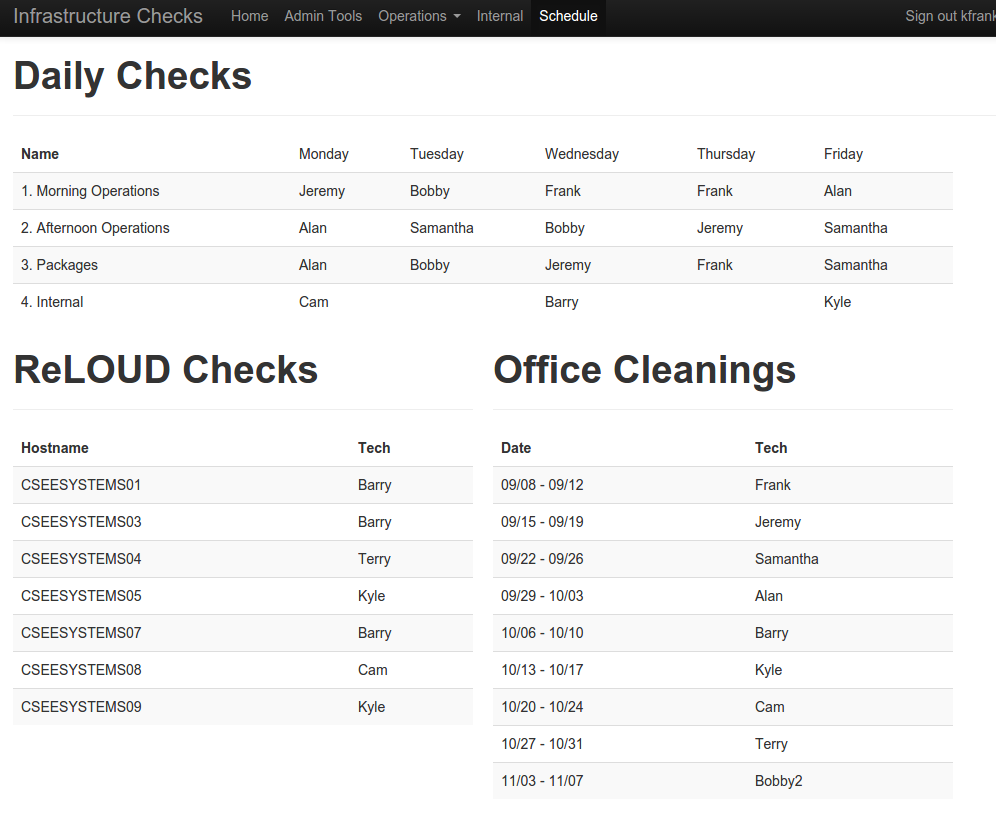 Infrastructure Checks Home Admin Tools Operations Internal Schedule Sign out kfrank
Daily Checks
Name Monday Tuesday Wednesday Thursday Friday
1. Morning Operations Jeremy Bobby Frank Frank Alan
2. Afternoon Operations Alan Samantha Bobby Jeremy Samantha
3. Packages Alan Bobby Jeremy Frank Samantha
4. Internal Cam Barry Kyle
ReLOUD Checks
Hostname Tech
CSEESYSTEMS01 Barry
CSEESYSTEMS03 Barry
CSEESYSTEMS04 Terry
CSEESYSTEMS05 Kyle
CSEESYSTEMS07 Barry
CSEESYSTEMS08 Cam
CSEESYSTEMS09 Kyle
Office Cleanings
Date Tech
09/08 - 09/12 Frank
09/15 - 09/19 Jeremy
09/22 - 09/26 Samantha
09/29 - 10/03 Alan
10/06 - 10/10 Barry
10/13 - 10/17 Kyle
10/20 - 10/24 Cam
10/27 - 10/31 Terry
11/03 - 11/07 Bobby2